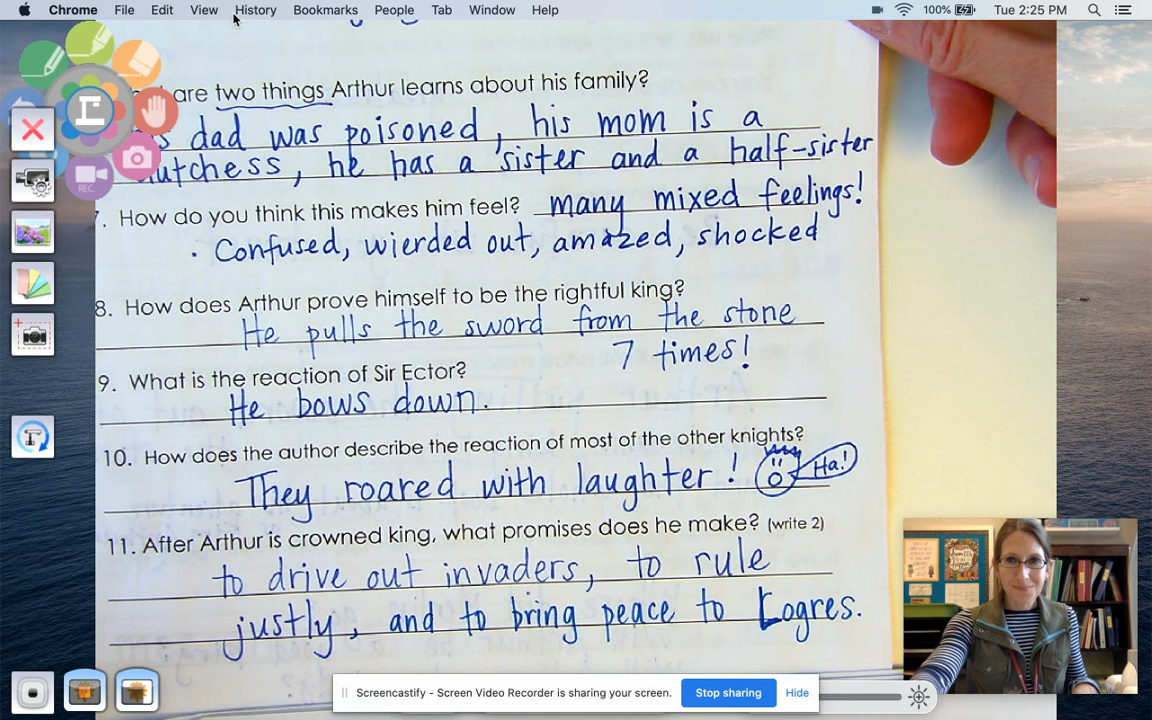 Chrome File Edit View History Bookmarks People Tab Window Help 100% Tue 2:25 PM
are two things Arthur learns about his family?
dad was poisoned, his mom is a
he has a sister and a half-sister
7. How do you think this makes him feel? many mixed feelings!
· Confused, wierded out, amazed, shocked
8. How does Arthur prove himself to be the rightful king?
He pulls the sword from the stone
7 times!
9. What is the reaction of Sir Ector?
He bows down.
10. How does the author describe the reaction of most of the other knights?
They roared with laughter! Ha!
11. After Arthur is crowned king, what promises does he make? (write 2)
to drive out invaders, to rule
justly, and to bring peace to Logres.
REC
Screencastify - Screen Video Recorder is sharing your screen. Stop sharing Hide